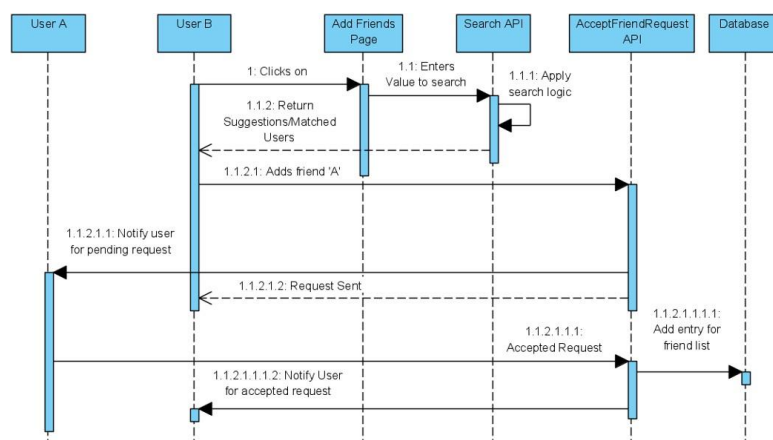 User A
User B
Add Friends
Page
Search API
AcceptFriendRequest
API
Database
1: Clicks on
1.1: Enters
Value to search
1.1.1: Apply
search logic
1.1.2: Return
Suggestions/Matched
Users
1.1.2.1: Adds friend 'A'
1.1.2.1.1: Notify user
for pending request
1.1.2.1.2: Request Sent
1.1.2.1.1.1:
Accepted Request
1.1.2.1.1.1.1:
Add entry for
friend list
1.1.2.1.1.1.2: Notify User
for accepted request